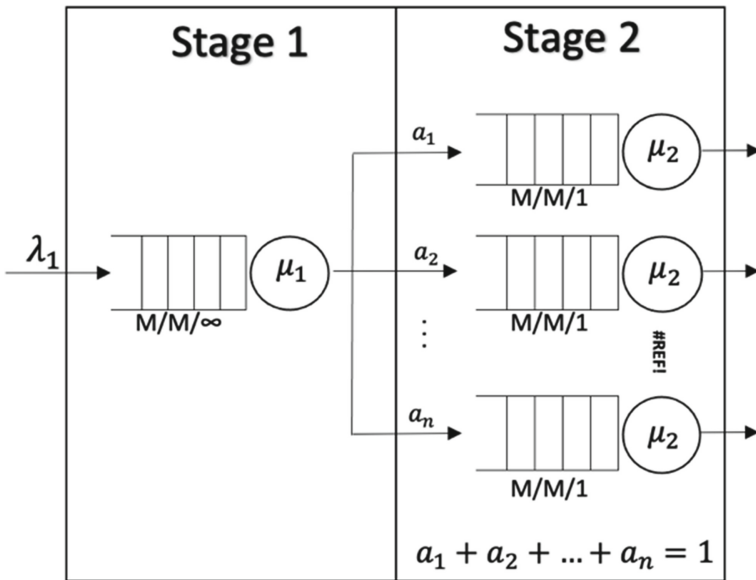 Stage 1
Stage 2
λ₁
μ₁
M/M/∞
a₁
μ₂
M/M/1
a₂
μ₂
M/M/1
⋮
#REF!
aₙ
μ₂
M/M/1
a₁ + a₂ + ... + aₙ = 1